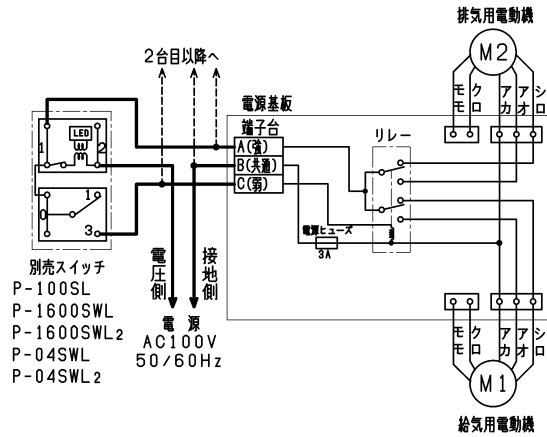 排気用電動機
M2
モモ
クロ
アカ
アオ
シロ
2台目以降へ
電源基板
端子台
A(強)
B(共通)
C(弱)
リレー
LED
1
2
0
1
3
電源ヒューズ
3A
別売スイッチ
P-100SL
P-1600SWL
P-1600SWL2
P-04SWL
P-04SWL2
電圧側
接地側
電源
AC100V
50/60Hz
モモ
クロ
アカ
アオ
シロ
M1
給気用電動機